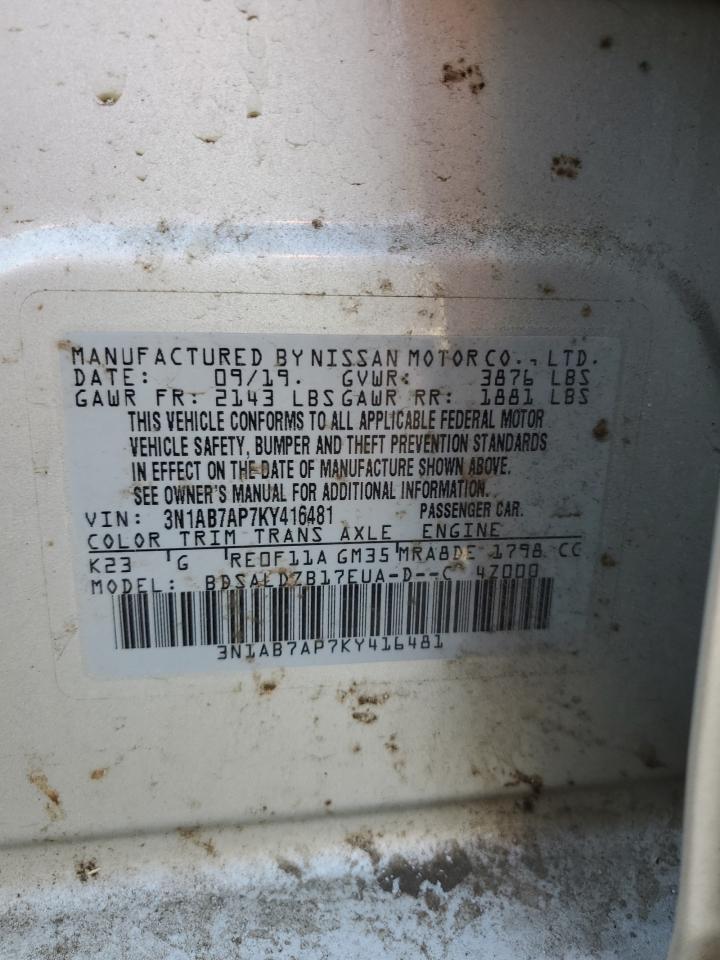 MANUFACTURED BY NISSAN MOTOR CO., LTD.
DATE: 09/19. GVWR: 3876 LBS
GAWR FR: 2143 LBS GAWR RR: 1881 LBS
THIS VEHICLE CONFORMS TO ALL APPLICABLE FEDERAL MOTOR
VEHICLE SAFETY, BUMPER AND THEFT PREVENTION STANDARDS
IN EFFECT ON THE DATE OF MANUFACTURE SHOWN ABOVE.
SEE OWNER'S MANUAL FOR ADDITIONAL INFORMATION.
VIN: 3N1AB7AP7KY416481 PASSENGER CAR.
COLOR TRIM TRANS AXLE ENGINE
K23 G RE0F11A GM35 MRA8DE 1798 CC
MODEL: BDSALDZB17EUA-D--C 4Z000
3N1AB7AP7KY416481